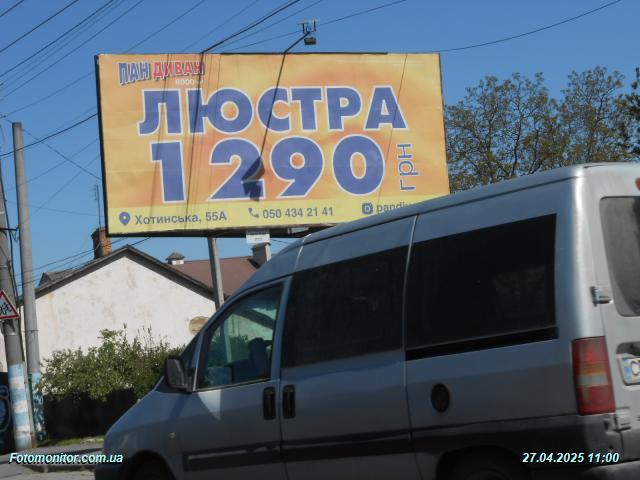 ПАН ДИВАН
ЛЮСТРА
1290 грн
Хотинська, 55А 050 434 21 41
Fotomonitor.com.ua
27.04.2025 11:00